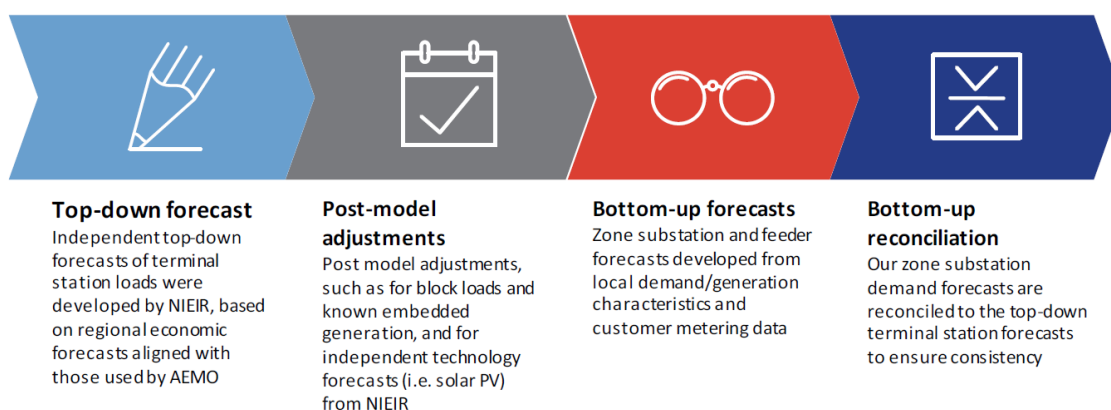 Top-down forecast
Independent top-down
forecasts of terminal
station loads were
developed by NIEIR, based
on regional economic
forecasts aligned with
those used by AEMO
Post-model
adjustments
Post model adjustments,
such as for block loads and
known embedded
generation, and for
independent technology
forecasts (i.e. solar PV)
from NIEIR
Bottom-up forecasts
Zone substation and feeder
forecasts developed from
local demand/generation
characteristics and
customer metering data
Bottom-up
reconciliation
Our zone substation
demand forecasts are
reconciled to the top-down
terminal station forecasts
to ensure consistency